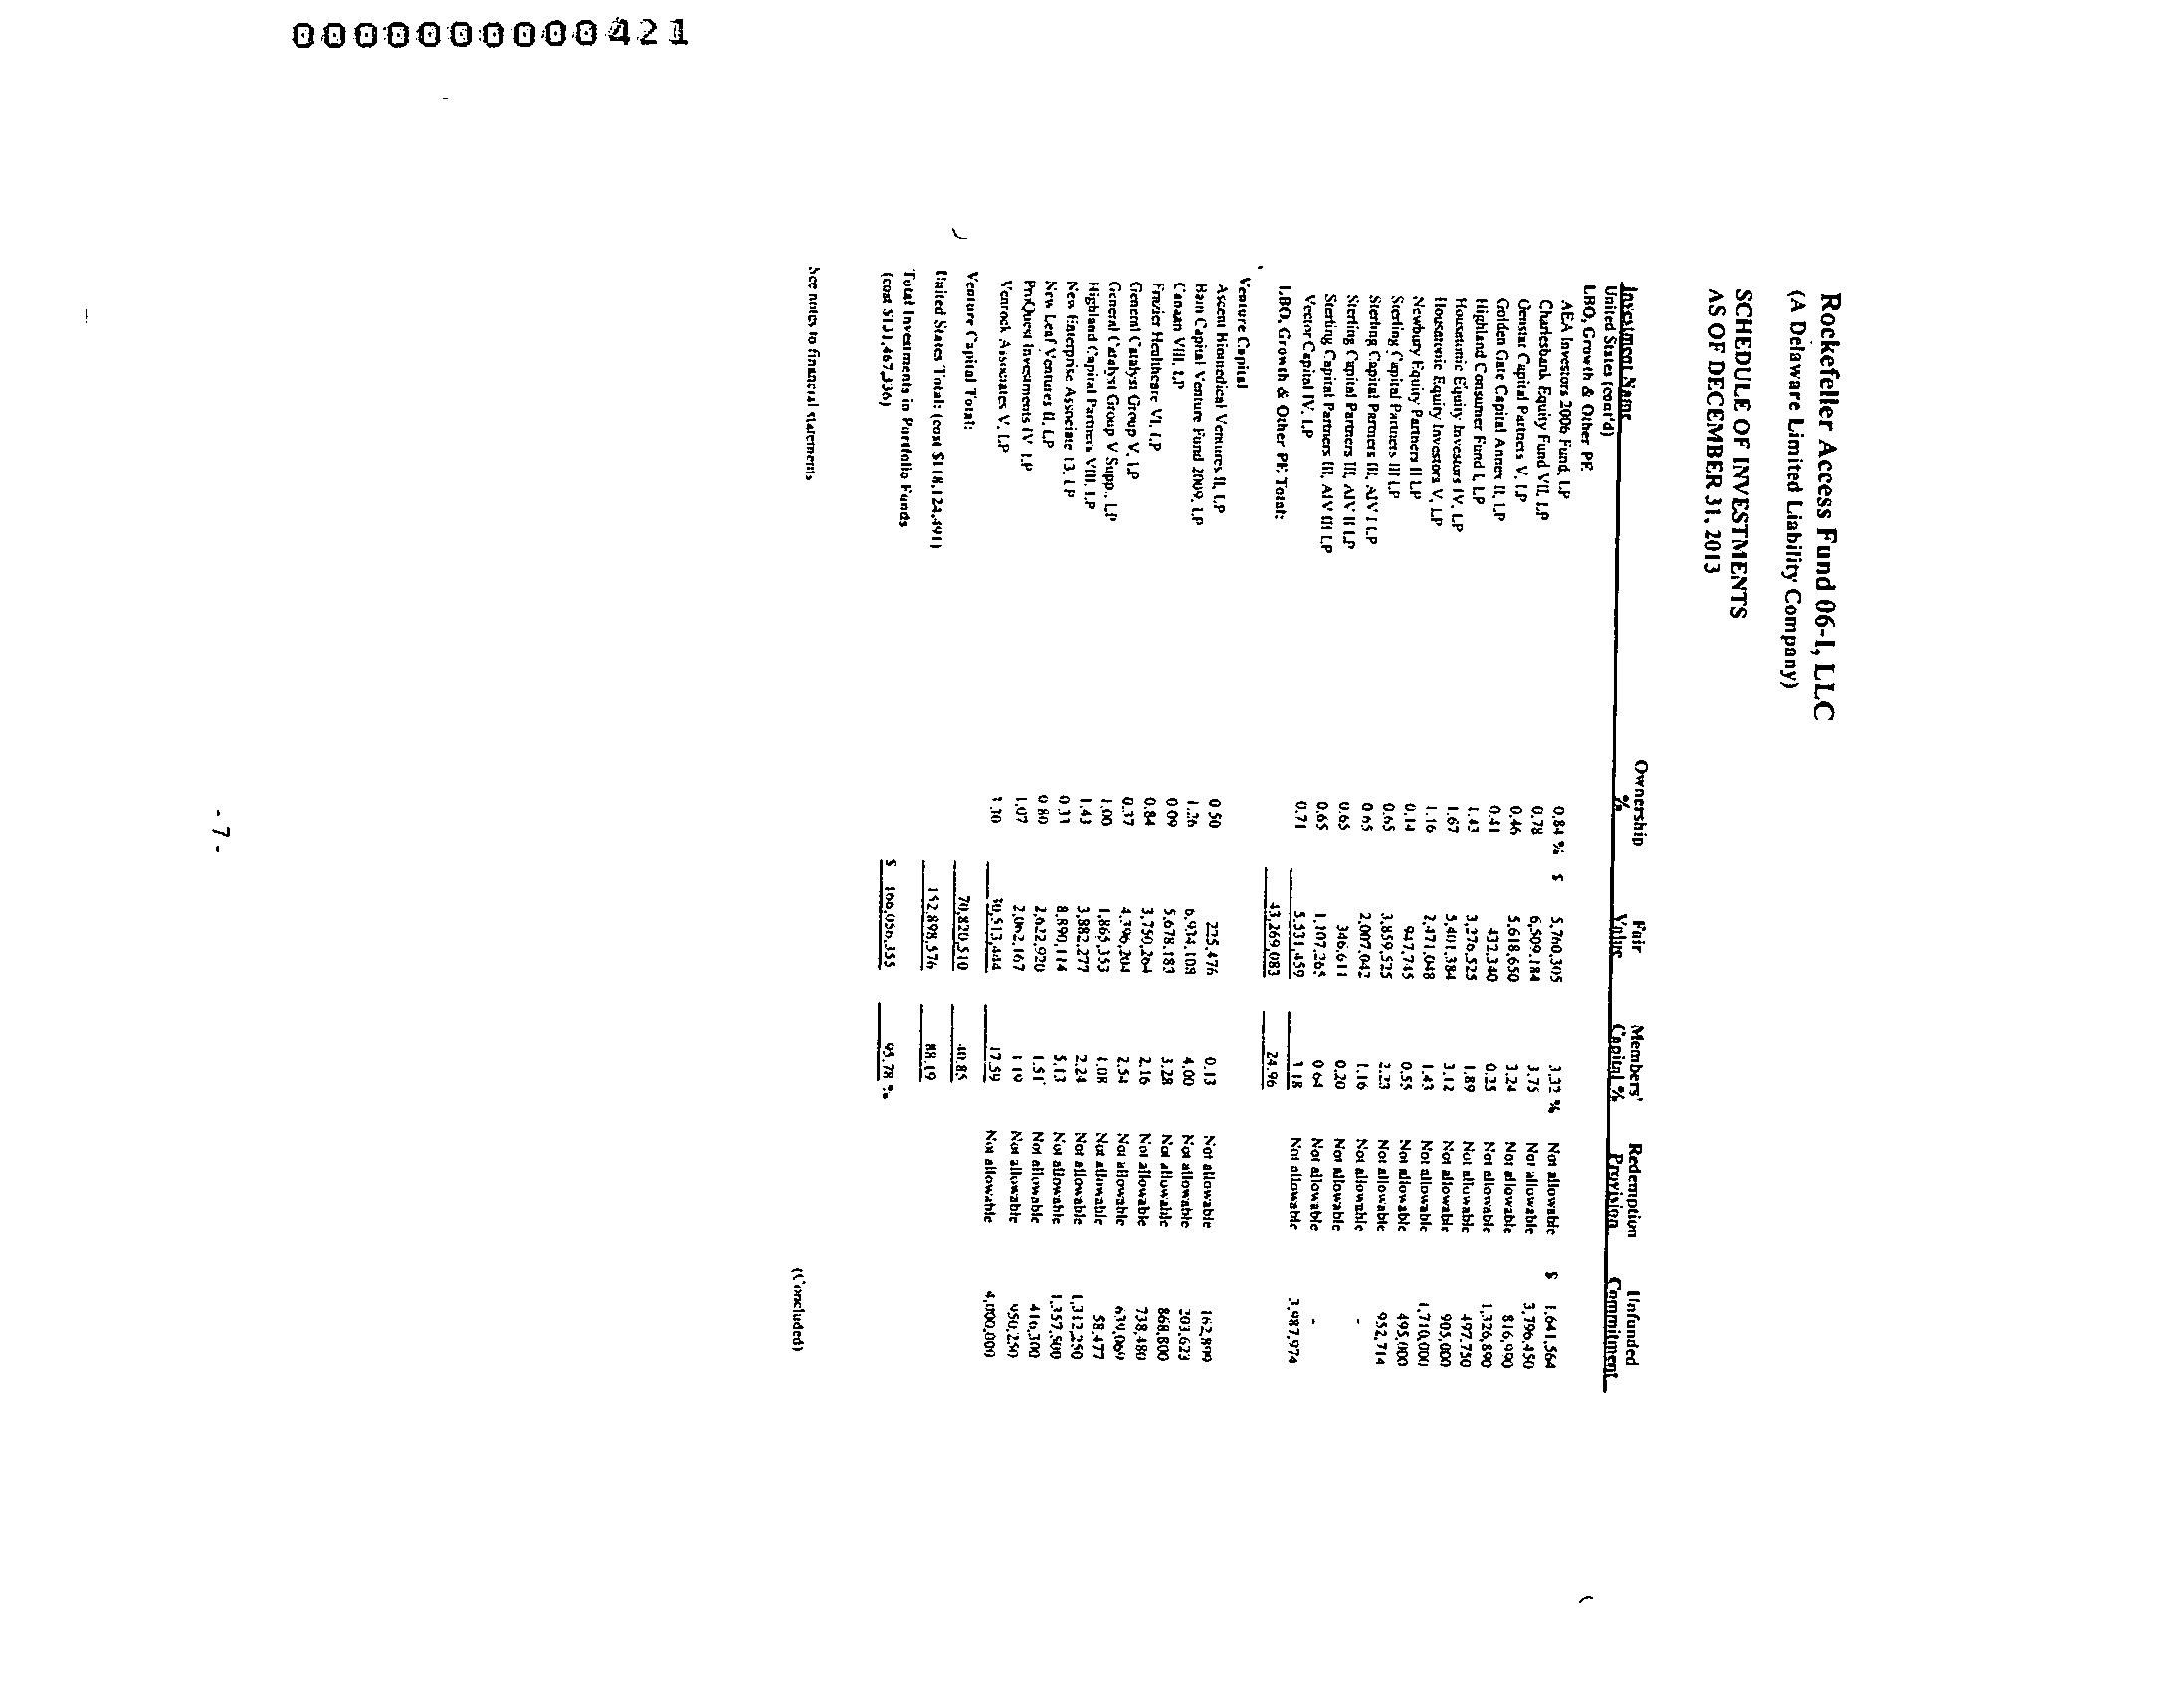 0000000000421
Rockefeller Access Fund 06-I, LLC
(A Delaware Limited Liability Company)
SCHEDULE OF INVESTMENTS
AS OF DECEMBER 31, 2013
Investment Name Ownership % Fair Value Members' Capital % Redemption Provision Unfunded Commitment
United States (cont'd)
LBO, Growth & Other PE
AEA Investors 2006 Fund, LP 0.84 % $ 5,760,305 3.32 % Not allowable $ 1,641,564
Charlesbank Equity Fund VII, LP 0.78 6,509,184 3.75 Not allowable 3,796,450
Genstar Capital Partners V, LP 0.46 5,618,650 3.24 Not allowable 816,990
Golden Gate Capital Annex II, LP 0.41 432,340 0.25 Not allowable 1,326,890
Highland Consumer Fund I, LP 1.43 3,276,525 1.89 Not allowable 497,750
Housatonic Equity Investors IV, LP 1.67 5,401,384 3.12 Not allowable 905,000
Housatonic Equity Investors V, LP 1.16 2,471,048 1.43 Not allowable 1,710,000
Newbury Equity Partners II LP 0.14 947,745 0.55 Not allowable 495,000
Sterling Capital Partners III LP 0.65 3,859,525 2.23 Not allowable 952,714
Sterling Capital Partners III, AIV I LP 0.65 2,007,042 1.16 Not allowable -
Sterling Capital Partners III, AIV II LP 0.65 346,611 0.20 Not allowable
Sterling Capital Partners III, AIV III LP 0.65 1,107,265 0.64 Not allowable -
Vector Capital IV, LP 0.71 5,531,459 3.18 Not allowable 3,987,974
LBO, Growth & Other PE Total: 43,269,083 24.96
Venture Capital
Ascent Biomedical Ventures II, LP 0.50 225,476 0.13 Not allowable 162,899
Bain Capital Venture Fund 2009, LP 1.26 6,934,108 4.00 Not allowable 203,623
Canaan VIII, LP 0.09 5,678,183 3.28 Not allowable 868,800
Frazier Healthcare VI, LP 0.84 3,750,264 2.16 Not allowable 738,480
General Catalyst Group V, LP 0.37 4,396,204 2.54 Not allowable 639,069
General Catalyst Group V Supp., LP 1.00 1,865,353 1.08 Not allowable 58,477
Highland Capital Partners VIII, LP 1.43 3,882,277 2.24 Not allowable 1,312,250
New Enterprise Associate 13, LP 0.33 8,890,114 5.13 Not allowable 1,357,500
New Leaf Ventures II, LP 0.80 2,622,920 1.51 Not allowable 416,300
ProQuest Investments IV LP 1.07 2,062,167 1.19 Not allowable 950,250
Venrock Associates V, LP 30,513,444 17.59 Not allowable 4,000,000
Venture Capital Total: 70,820,510 40.85
United States Total: (cost $118,124,491) 152,898,576 88.19
Total Investments in Portfolio Funds
(cost $131,467,336) $ 166,056,355 95.78 %
See notes to financial statements
(Concluded)
- 7 -